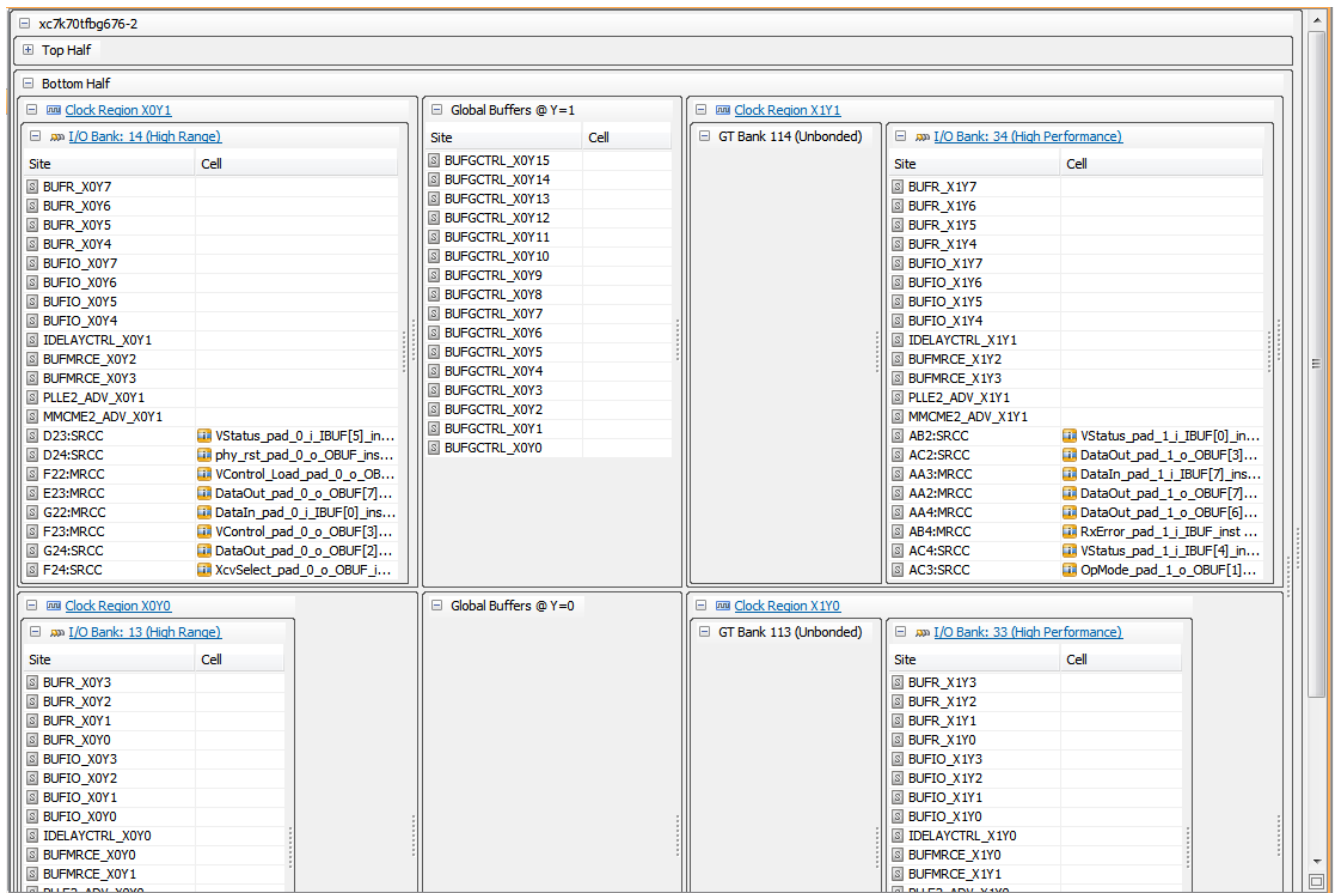 xc7k70tfbg676-2
Top Half
Bottom Half
Clock Region X0Y1
I/O Bank: 14 (High Range)
Site Cell
BUFR_X0Y7
BUFR_X0Y6
BUFR_X0Y5
BUFR_X0Y4
BUFIO_X0Y7
BUFIO_X0Y6
BUFIO_X0Y5
BUFIO_X0Y4
IDELAYCTRL_X0Y1
BUFMRCE_X0Y2
BUFMRCE_X0Y3
PLLE2_ADV_X0Y1
MMCME2_ADV_X0Y1
D23:SRCC VStatus_pad_0_i_IBUF[5]_in...
D24:SRCC phy_rst_pad_0_o_OBUF_ins...
F22:MRCC VControl_Load_pad_0_o_OB...
E23:MRCC DataOut_pad_0_o_OBUF[7]...
G22:MRCC DataIn_pad_0_i_IBUF[0]_ins...
F23:MRCC VControl_pad_0_o_OBUF[3]...
G24:SRCC DataOut_pad_0_o_OBUF[2]...
F24:SRCC XcvSelect_pad_0_o_OBUF_i...
Global Buffers @ Y=1
Site Cell
BUFGCTRL_X0Y15
BUFGCTRL_X0Y14
BUFGCTRL_X0Y13
BUFGCTRL_X0Y12
BUFGCTRL_X0Y11
BUFGCTRL_X0Y10
BUFGCTRL_X0Y9
BUFGCTRL_X0Y8
BUFGCTRL_X0Y7
BUFGCTRL_X0Y6
BUFGCTRL_X0Y5
BUFGCTRL_X0Y4
BUFGCTRL_X0Y3
BUFGCTRL_X0Y2
BUFGCTRL_X0Y1
BUFGCTRL_X0Y0
Clock Region X1Y1
GT Bank 114 (Unbonded)
I/O Bank: 34 (High Performance)
Site Cell
BUFR_X1Y7
BUFR_X1Y6
BUFR_X1Y5
BUFR_X1Y4
BUFIO_X1Y7
BUFIO_X1Y6
BUFIO_X1Y5
BUFIO_X1Y4
IDELAYCTRL_X1Y1
BUFMRCE_X1Y2
BUFMRCE_X1Y3
PLLE2_ADV_X1Y1
MMCME2_ADV_X1Y1
AB2:SRCC VStatus_pad_1_i_IBUF[0]_in...
AC2:SRCC DataOut_pad_1_o_OBUF[3]...
AA3:MRCC DataIn_pad_1_i_IBUF[7]_ins...
AA2:MRCC DataOut_pad_1_o_OBUF[7]...
AA4:MRCC DataOut_pad_1_o_OBUF[6]...
AB4:MRCC RxError_pad_1_i_IBUF_inst ...
AC4:SRCC VStatus_pad_1_i_IBUF[4]_in...
AC3:SRCC OpMode_pad_1_o_OBUF[1]...
Clock Region X0Y0
I/O Bank: 13 (High Range)
Site Cell
BUFR_X0Y3
BUFR_X0Y2
BUFR_X0Y1
BUFR_X0Y0
BUFIO_X0Y3
BUFIO_X0Y2
BUFIO_X0Y1
BUFIO_X0Y0
IDELAYCTRL_X0Y0
BUFMRCE_X0Y0
BUFMRCE_X0Y1
Global Buffers @ Y=0
Clock Region X1Y0
GT Bank 113 (Unbonded)
I/O Bank: 33 (High Performance)
Site Cell
BUFR_X1Y3
BUFR_X1Y2
BUFR_X1Y1
BUFR_X1Y0
BUFIO_X1Y3
BUFIO_X1Y2
BUFIO_X1Y1
BUFIO_X1Y0
IDELAYCTRL_X1Y0
BUFMRCE_X1Y0
BUFMRCE_X1Y1